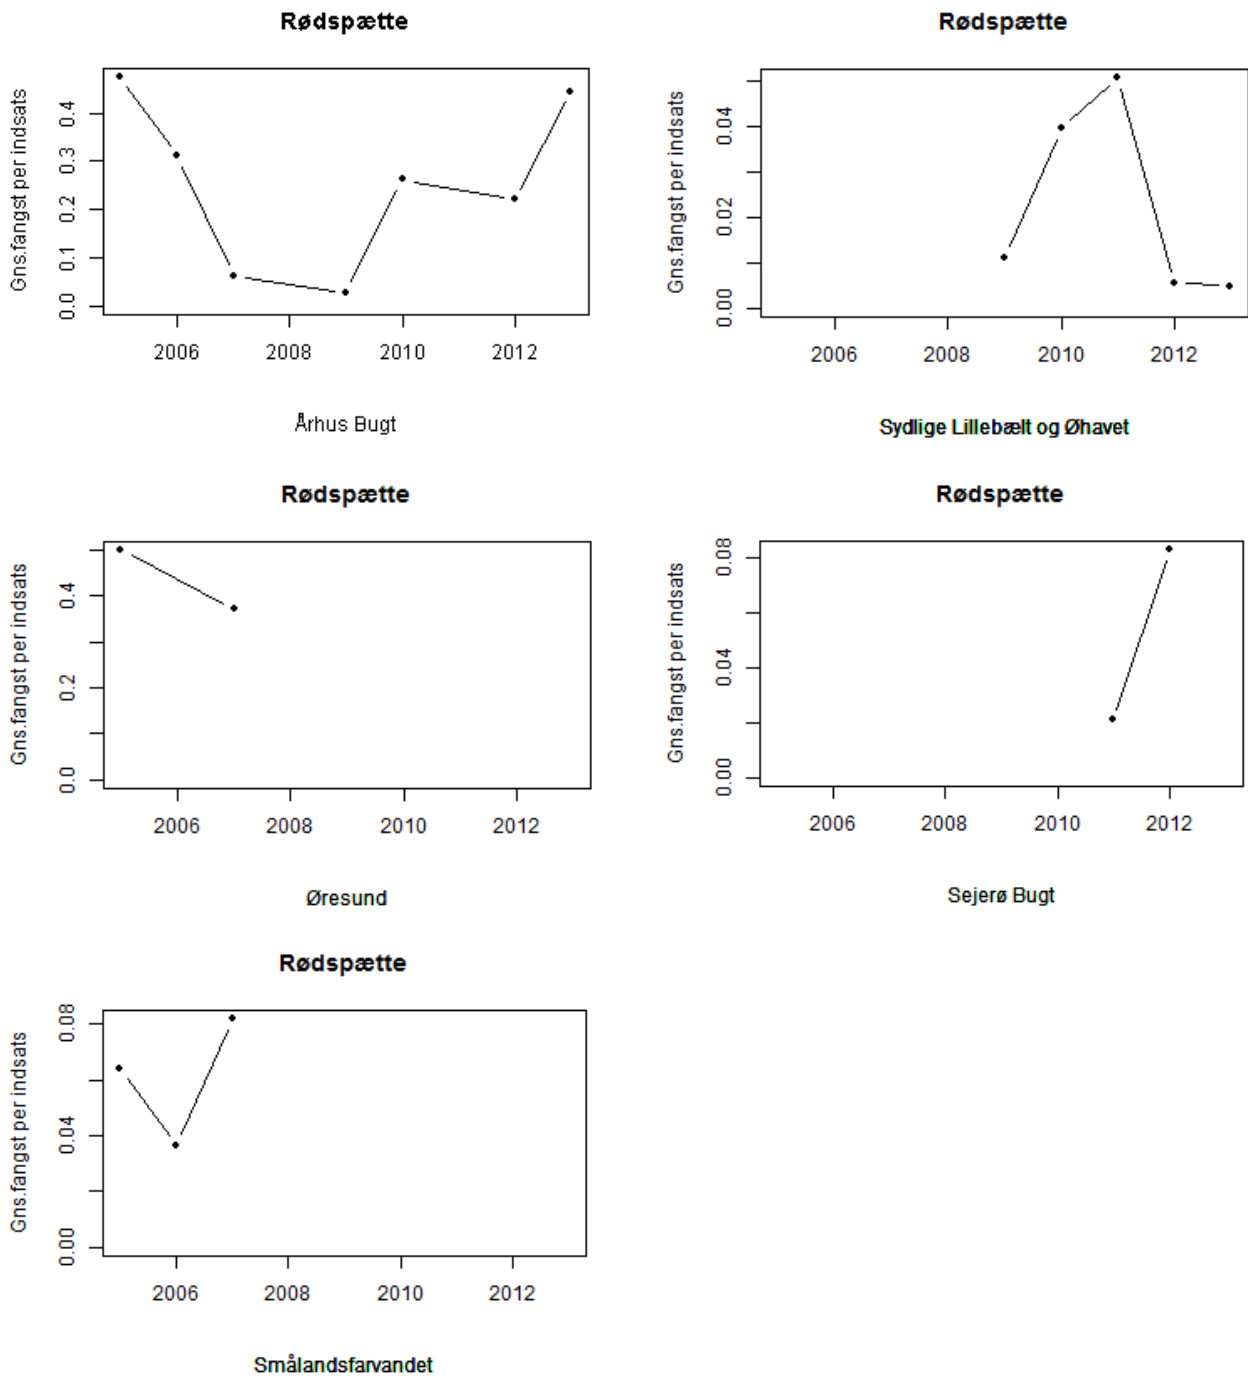 Rødspætte
Gns.fangst per indsats
0.0 0.1 0.2 0.3 0.4
2006 2008 2010 2012
Århus Bugt
Rødspætte
Gns.fangst per indsats
0.00 0.02 0.04
2006 2008 2010 2012
Sydlige Lillebælt og Øhavet
Rødspætte
Gns.fangst per indsats
0.0 0.2 0.4
2006 2008 2010 2012
Øresund
Rødspætte
Gns.fangst per indsats
0.00 0.04 0.08
2006 2008 2010 2012
Sejerø Bugt
Rødspætte
Gns.fangst per indsats
0.00 0.04 0.08
2006 2008 2010 2012
Smålandsfarvandet